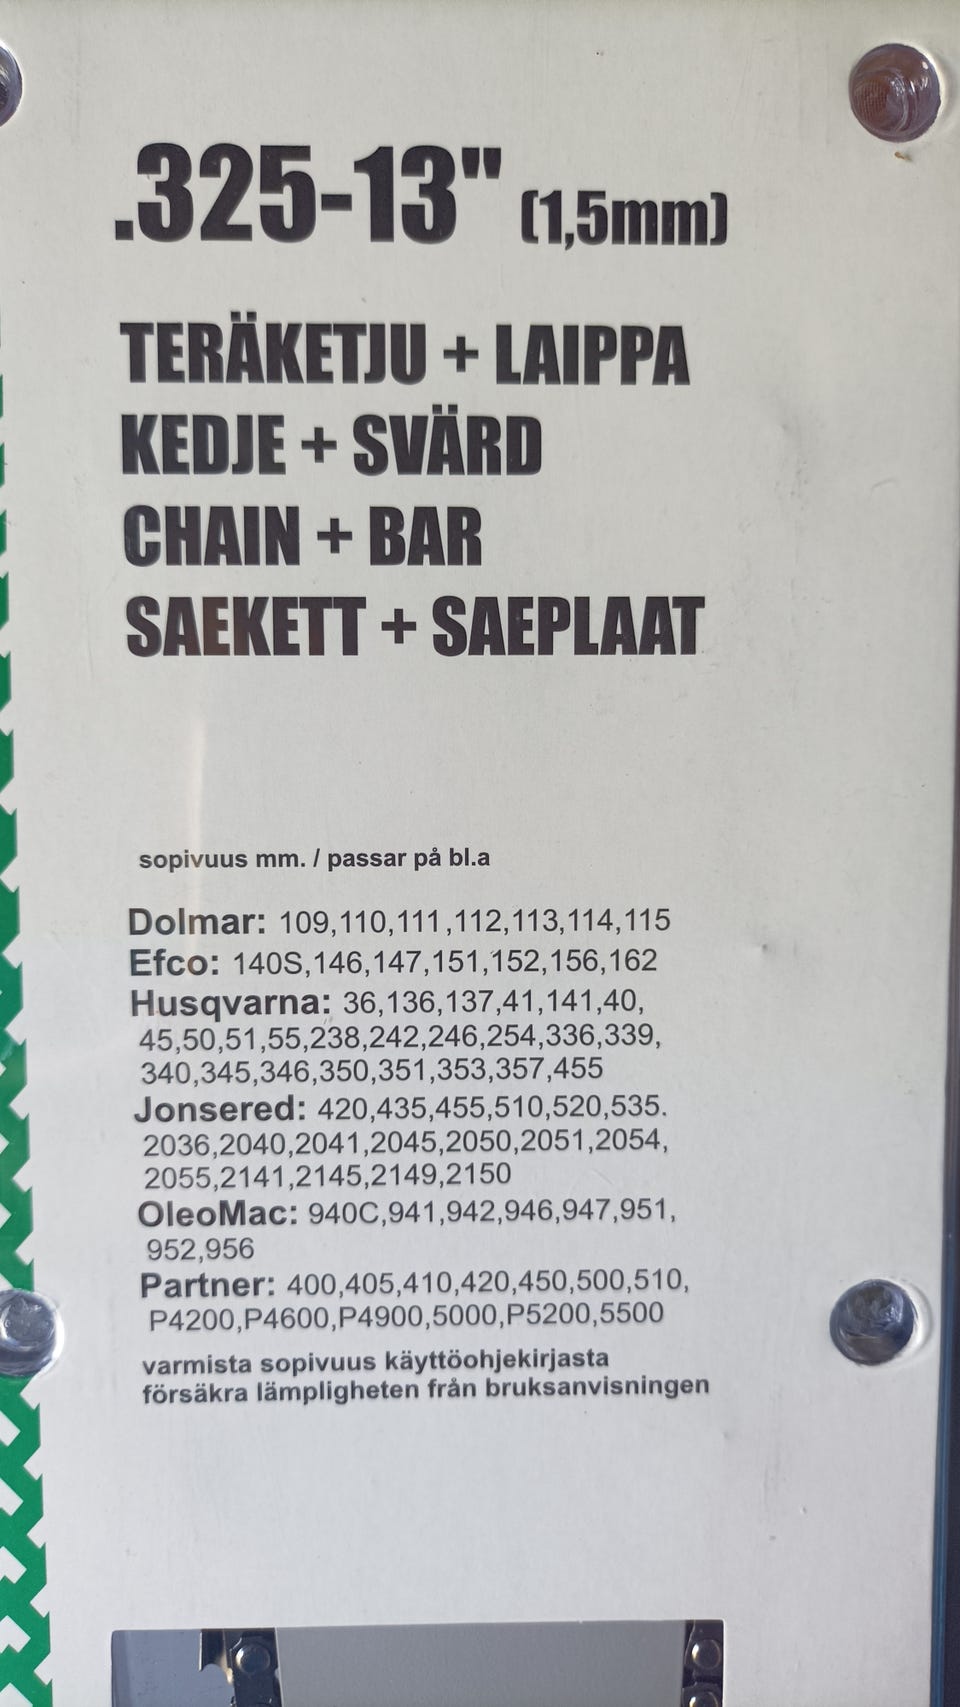 .325-13" (1,5mm)
TERÄKETJU + LAIPPA
KEDJE + SVÄRD
CHAIN + BAR
SAEKETT + SAEPLAAT
sopivuus mm. / passar på bl.a
Dolmar: 109,110,111,112,113,114,115
Efco: 140S,146,147,151,152,156,162
Husqvarna: 36,136,137,41,141,40,
45,50,51,55,238,242,246,254,336,339,
340,345,346,350,351,353,357,455
Jonsered: 420,435,455,510,520,535.
2036,2040,2041,2045,2050,2051,2054,
2055,2141,2145,2149,2150
OleoMac: 940C,941,942,946,947,951,
952,956
Partner: 400,405,410,420,450,500,510,
P4200,P4600,P4900,5000,P5200,5500
varmista sopivuus käyttöohjekirjasta
försäkra lämpligheten från bruksanvisningen